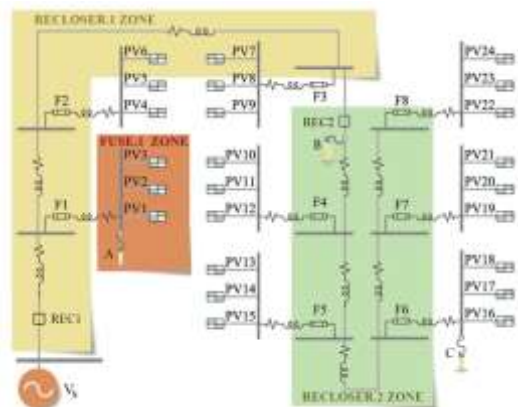 RECLOSER.1 ZONE
PV6
PV5
PV4
PV7
PV8
PV9
PV24
PV23
PV22
F2
F3
F8
REC2
B
FUSE.1 ZONE
PV3
PV2
PV1
PV10
PV11
PV12
PV21
PV20
PV19
F1
F4
F7
A
PV13
PV14
PV15
PV18
PV17
PV16
F5
F6
REC1
C
RECLOSER.2 ZONE
Vs